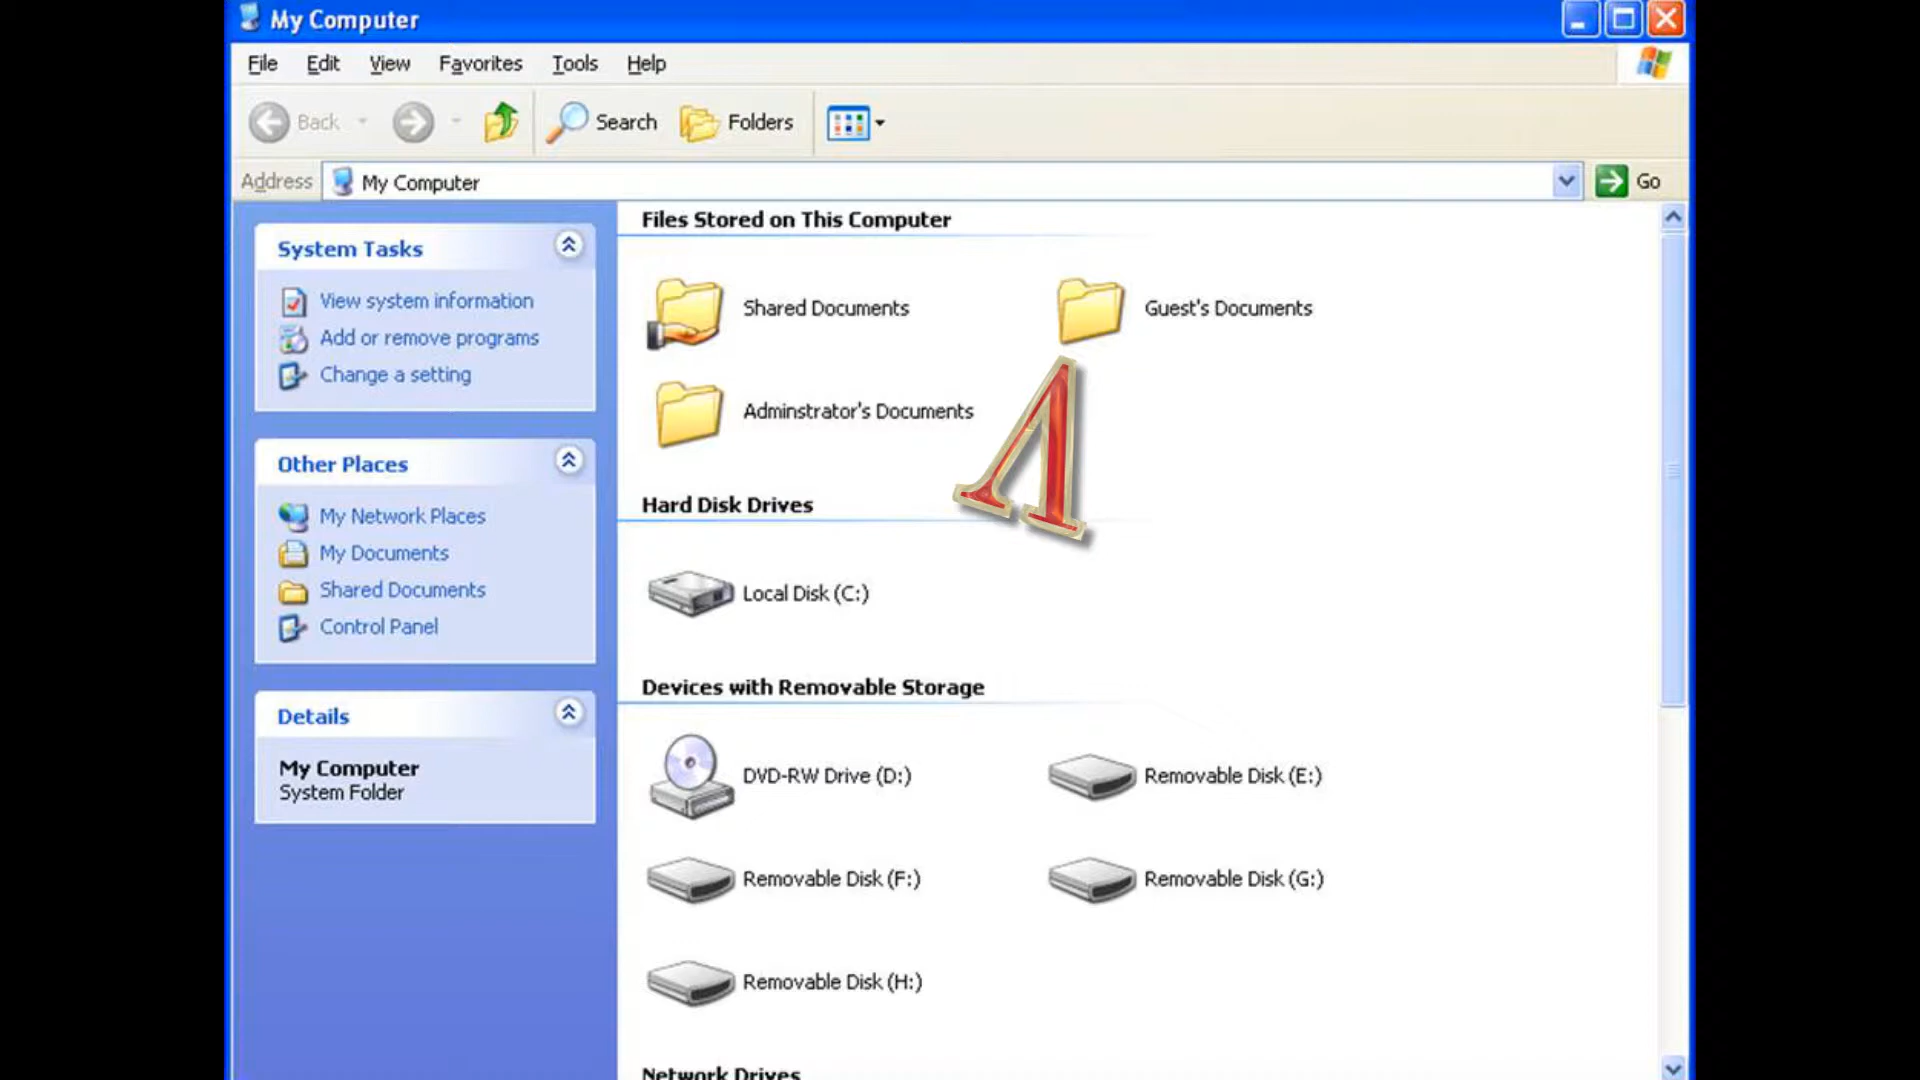 My Computer
File Edit View Favorites Tools Help
Back Search Folders
Address My Computer Go
System Tasks
View system information
Add or remove programs
Change a setting
Other Places
My Network Places
My Documents
Shared Documents
Control Panel
Details
My Computer
System Folder
Files Stored on This Computer
Shared Documents Guest's Documents
Adminstrator's Documents
Λ
Hard Disk Drives
Local Disk (C:)
Devices with Removable Storage
DVD-RW Drive (D:) Removable Disk (E:)
Removable Disk (F:) Removable Disk (G:)
Removable Disk (H:)
Network Drives